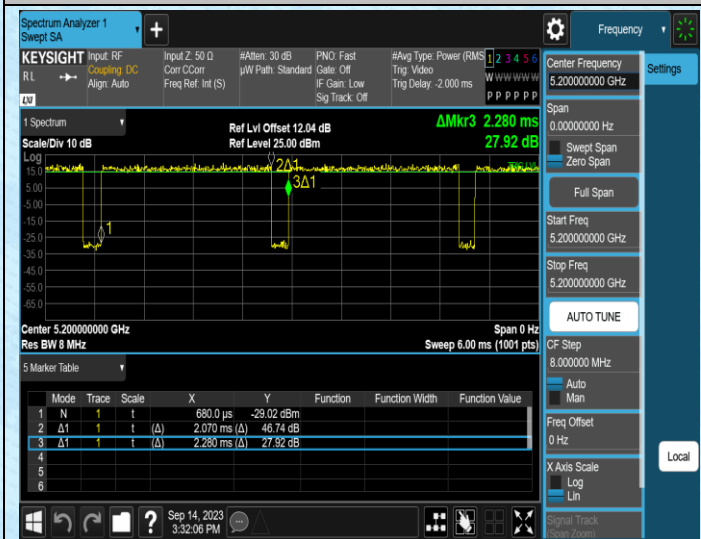 Spectrum Analyzer 1
Swept SA
Frequency
KEYSIGHT
RL
LXI
Input: RF
Coupling: DC
Align: Auto
Input Z: 50 Ω
Corr CCorr
Freq Ref: Int (S)
#Atten: 30 dB
µW Path: Standard
PNO: Fast
Gate: Off
IF Gain: Low
Sig Track: Off
#Avg Type: Power (RMS
Trig: Video
Trig Delay: -2.000 ms
1 2 3 4 5 6
W W W W W W
P P P P P P
Center Frequency
5.200000000 GHz
Settings
Span
0.00000000 Hz
Swept Span
Zero Span
Full Span
Start Freq
5.200000000 GHz
Stop Freq
5.200000000 GHz
AUTO TUNE
CF Step
8.000000 MHz
Auto
Man
Freq Offset
0 Hz
X Axis Scale
Log
Lin
Signal Track
(Span Zoom)
Local
1 Spectrum
Scale/Div 10 dB
Ref Lvl Offset 12.04 dB
Ref Level 25.00 dBm
ΔMkr3 2.280 ms
27.92 dB
Log
15.0
5.00
-5.00
-15.0
-25.0
-35.0
-45.0
-55.0
-65.0
2Δ1
3Δ1
1
TRIG LVL
Center 5.200000000 GHz
Span 0 Hz
Res BW 8 MHz
Sweep 6.00 ms (1001 pts)
5 Marker Table
Mode Trace Scale X Y Function Function Width Function Value
1 N 1 t 680.0 µs -29.02 dBm
2 Δ1 1 t (Δ) 2.070 ms (Δ) 46.74 dB
3 Δ1 1 t (Δ) 2.280 ms (Δ) 27.92 dB
4
5
6
?
Sep 14, 2023
3:32:06 PM